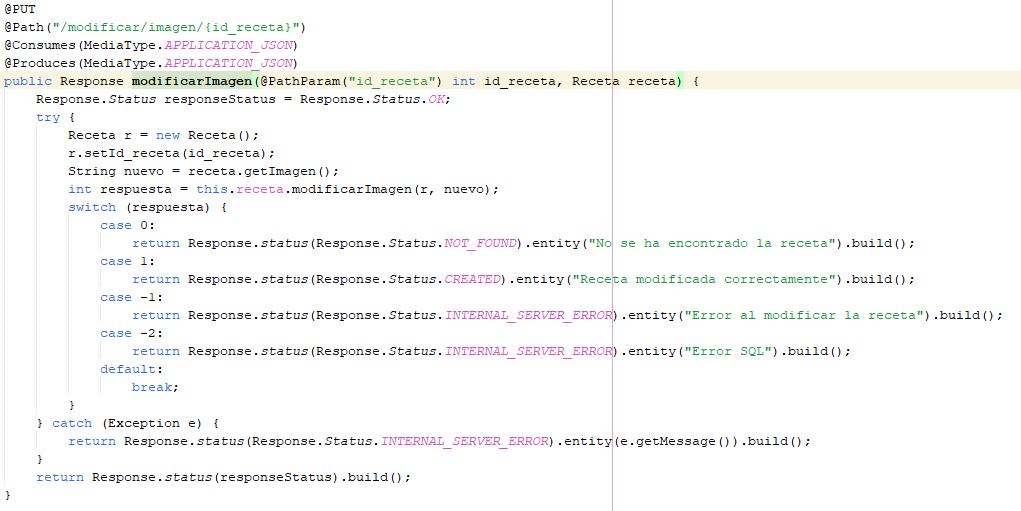 @PUT
@Path("/modificar/imagen/{id_receta}")
@Consumes(MediaType.APPLICATION_JSON)
@Produces(MediaType.APPLICATION_JSON)
public Response modificarImagen(@PathParam("id_receta") int id_receta, Receta receta) {
    Response.Status responseStatus = Response.Status.OK;
    try {
        Receta r = new Receta();
        r.setId_receta(id_receta);
        String nuevo = receta.getImagen();
        int respuesta = this.receta.modificarImagen(r, nuevo);
        switch (respuesta) {
            case 0:
                return Response.status(Response.Status.NOT_FOUND).entity("No se ha encontrado la receta").build();
            case 1:
                return Response.status(Response.Status.CREATED).entity("Receta modificada correctamente").build();
            case -1:
                return Response.status(Response.Status.INTERNAL_SERVER_ERROR).entity("Error al modificar la receta").build();
            case -2:
                return Response.status(Response.Status.INTERNAL_SERVER_ERROR).entity("Error SQL").build();
            default:
                break;
        }
    } catch (Exception e) {
        return Response.status(Response.Status.INTERNAL_SERVER_ERROR).entity(e.getMessage()).build();
    }
    return Response.status(responseStatus).build();
}